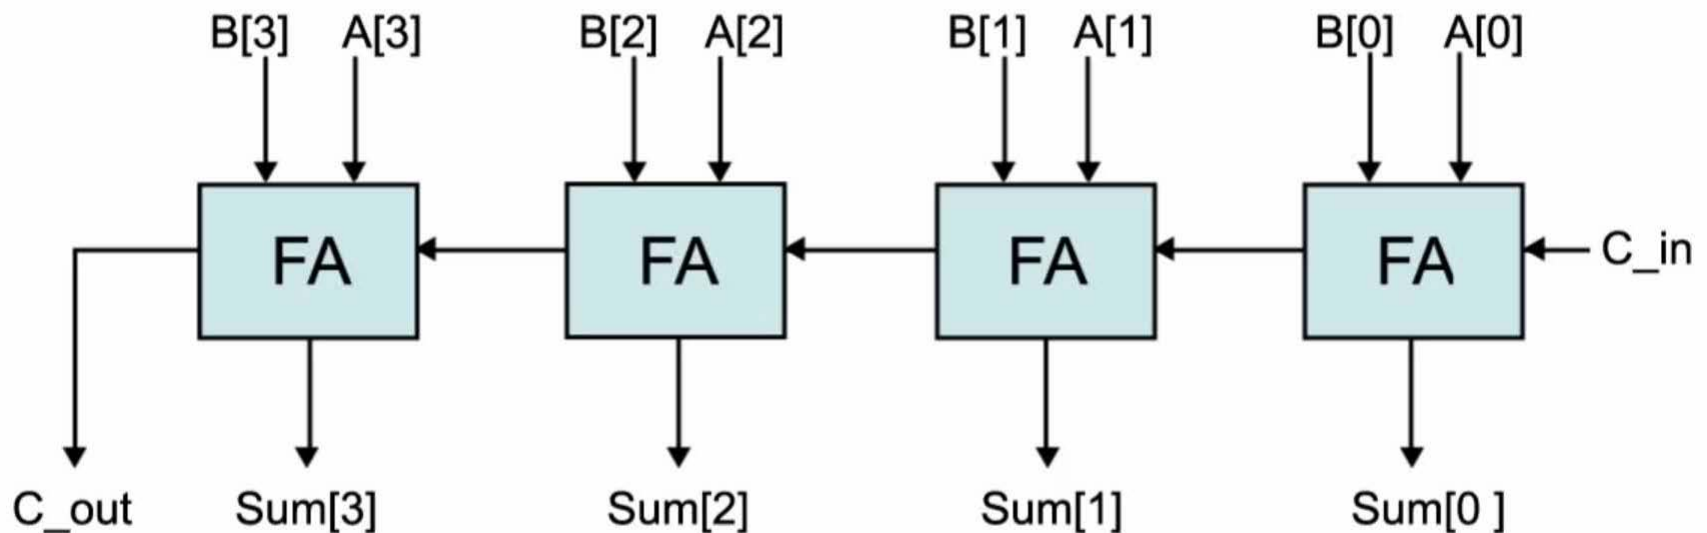 B[3] A[3] B[2] A[2] B[1] A[1] B[0] A[0]
FA FA FA FA C_in
C_out Sum[3] Sum[2] Sum[1] Sum[0 ]